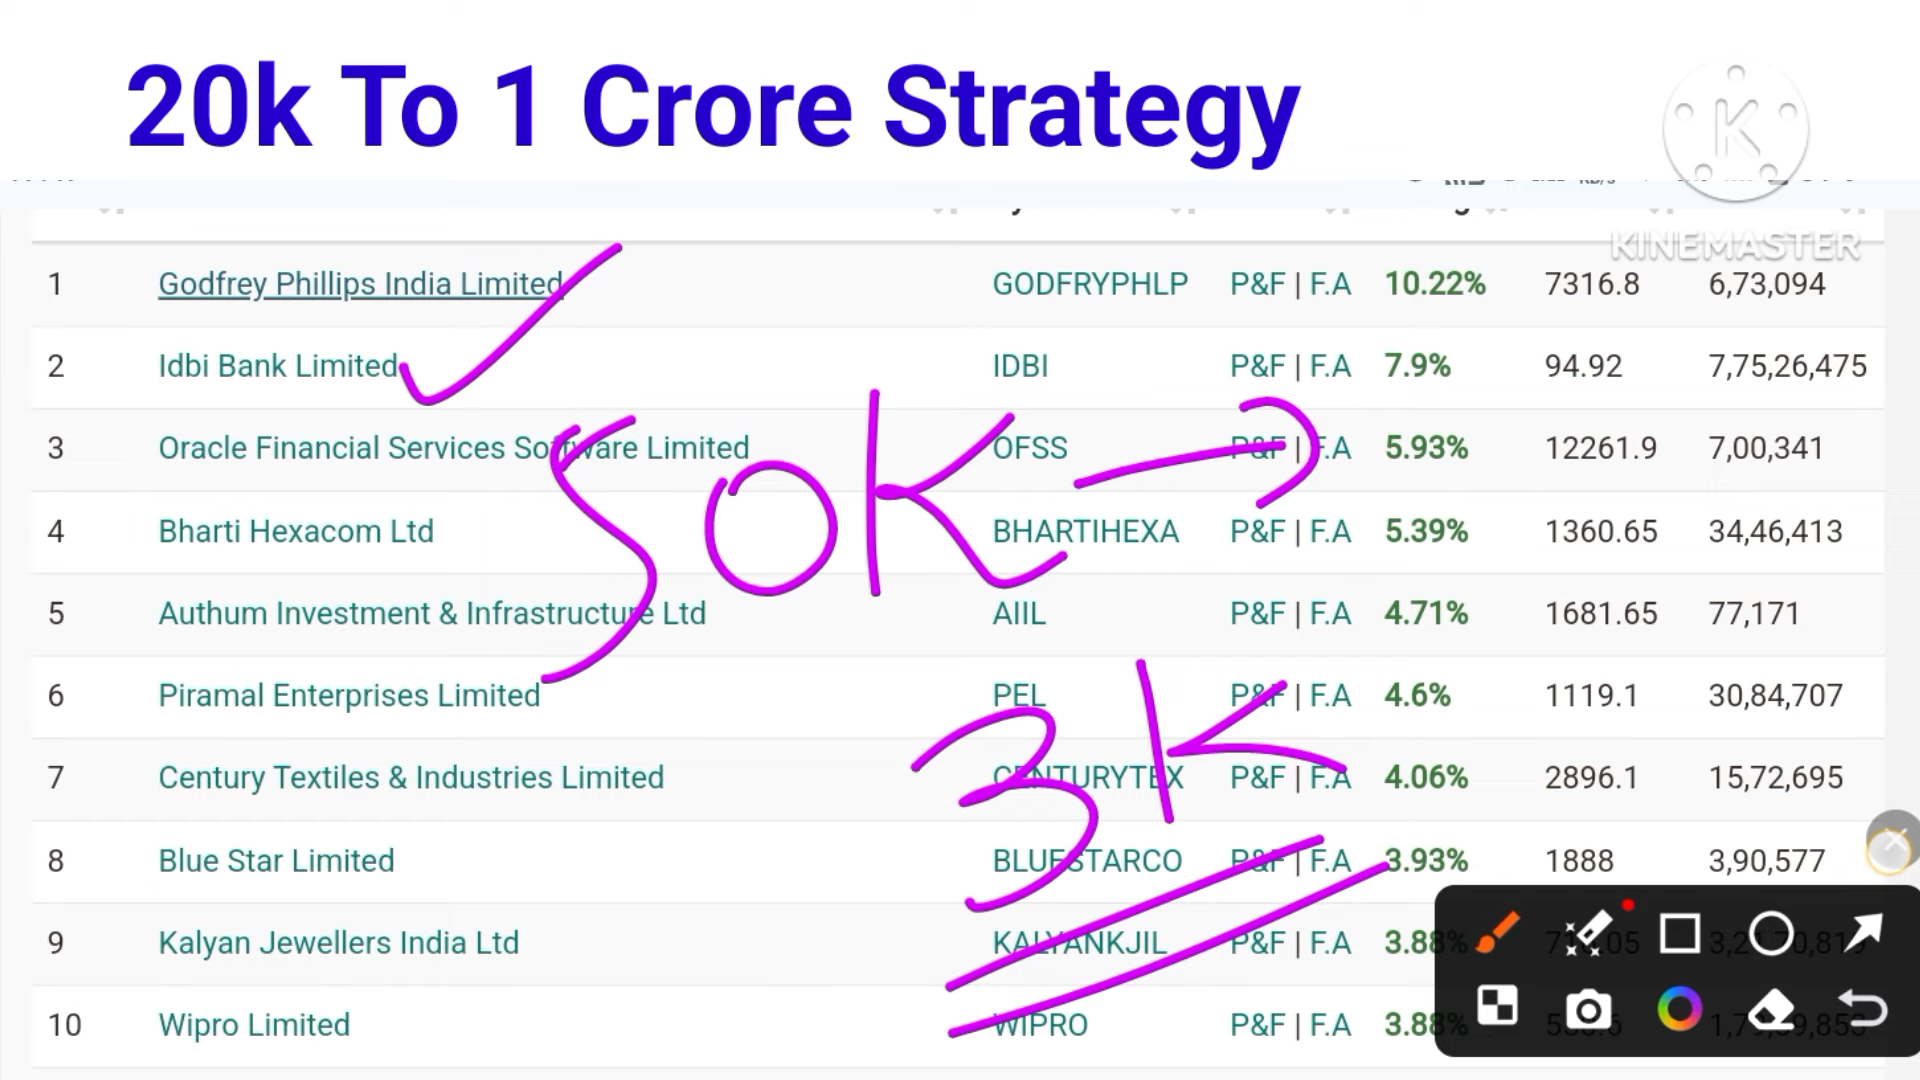 20k To 1 Crore Strategy
K
KINEMASTER
1 Godfrey Phillips India Limited GODFRYPHLP P&F | F.A 10.22% 7316.8 6,73,094
2 Idbi Bank Limited IDBI P&F | F.A 7.9% 94.92 7,75,26,475
3 Oracle Financial Services Software Limited OFSS P&F | F.A 5.93% 12261.9 7,00,341
50K
4 Bharti Hexacom Ltd BHARTIHEXA P&F | F.A 5.39% 1360.65 34,46,413
5 Authum Investment & Infrastructure Ltd AIIL P&F | F.A 4.71% 1681.65 77,171
6 Piramal Enterprises Limited PEL P&F | F.A 4.6% 1119.1 30,84,707
3K
7 Century Textiles & Industries Limited CENTURYTEX P&F | F.A 4.06% 2896.1 15,72,695
8 Blue Star Limited BLUESTARCO P&F | F.A 3.93% 1888 3,90,577
9 Kalyan Jewellers India Ltd KALYANKJIL P&F | F.A 3.88%
10 Wipro Limited WIPRO P&F | F.A 3.88%